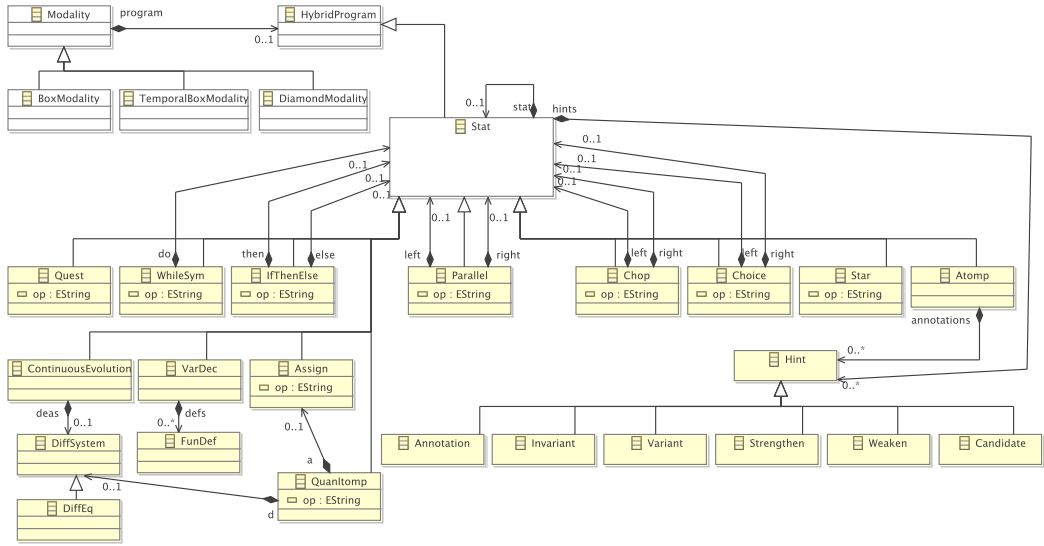 Modality
program
0..1
HybridProgram
BoxModality
TemporalBoxModality
DiamondModality
0..1
stat
hints
Stat
0..1
0..1
0..1
0..1
0..1
0..1
0..1
0..1
0..1
do
then
else
left
right
left
right
left
right
Quest
op : EString
WhileSym
op : EString
IfThenElse
op : EString
Parallel
op : EString
Chop
op : EString
Choice
op : EString
Star
op : EString
Atomp
annotations
0..*
0..*
Hint
ContinuousEvolution
VarDec
Assign
op : EString
deas
0..1
defs
0..*
0..1
DiffSystem
FunDef
Annotation
Invariant
Variant
Strengthen
Weaken
Candidate
a
0..1
QuanItomp
op : EString
d
DiffEq